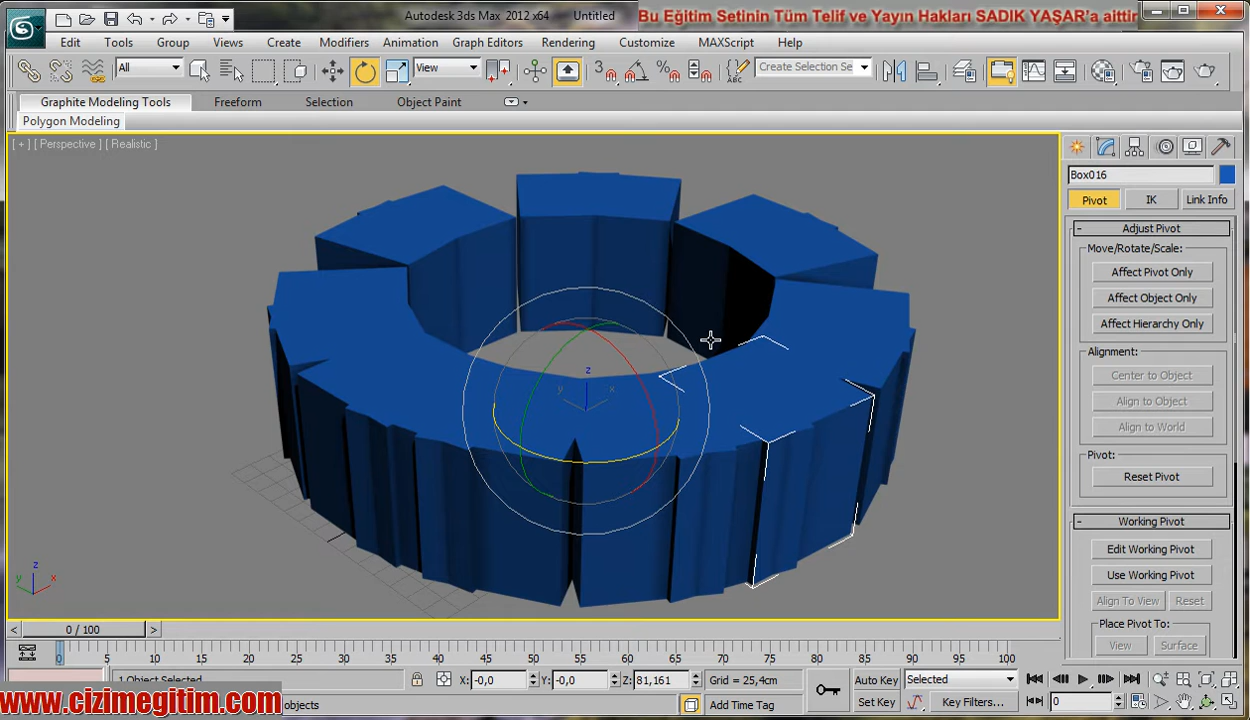 Autodesk 3ds Max 2012 x64 Untitled
Bu Eğitim Setinin Tüm Telif ve Yayın Hakları SADIK YAŞAR'a aittir
Edit Tools Group Views Create Modifiers Animation Graph Editors Rendering Customize MAXScript Help
All View 3 Create Selection Se
Graphite Modeling Tools Freeform Selection Object Paint
Polygon Modeling
[ + ] [ Perspective ] [ Realistic ]
Box016
Pivot IK Link Info
- Adjust Pivot
Move/Rotate/Scale:
Affect Pivot Only
Affect Object Only
Affect Hierarchy Only
Alignment:
Center to Object
Align to Object
Align to World
Pivot:
Reset Pivot
- Working Pivot
Edit Working Pivot
Use Working Pivot
Align To View Reset
Place Pivot To:
View Surface
z
y x
z
y x
< 0 / 100 >
0 5 10 15 20 25 30 35 40 45 50 55 60 65 70 75 80 85 90 95 100
1 Object Selected X: -0,0 Y: -0,0 Z: 81,161 Grid = 25,4cm Auto Key Selected
www.cizimegitim.com objects Add Time Tag Set Key Key Filters... 0